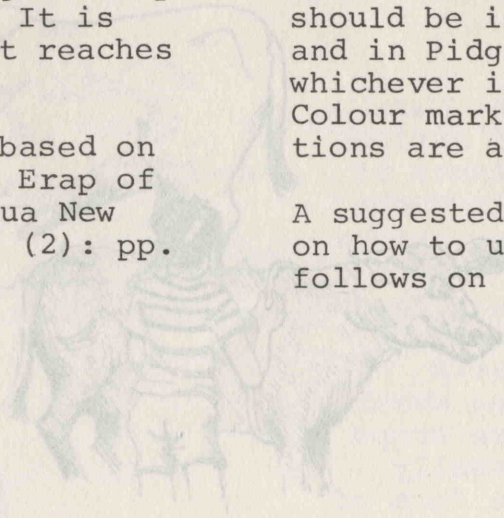 It is
t reaches
based on
Erap of
ua New
(2): pp.
should be i
and in Pidg
whichever i
Colour mark
tions are a
A suggested
on how to u
follows on